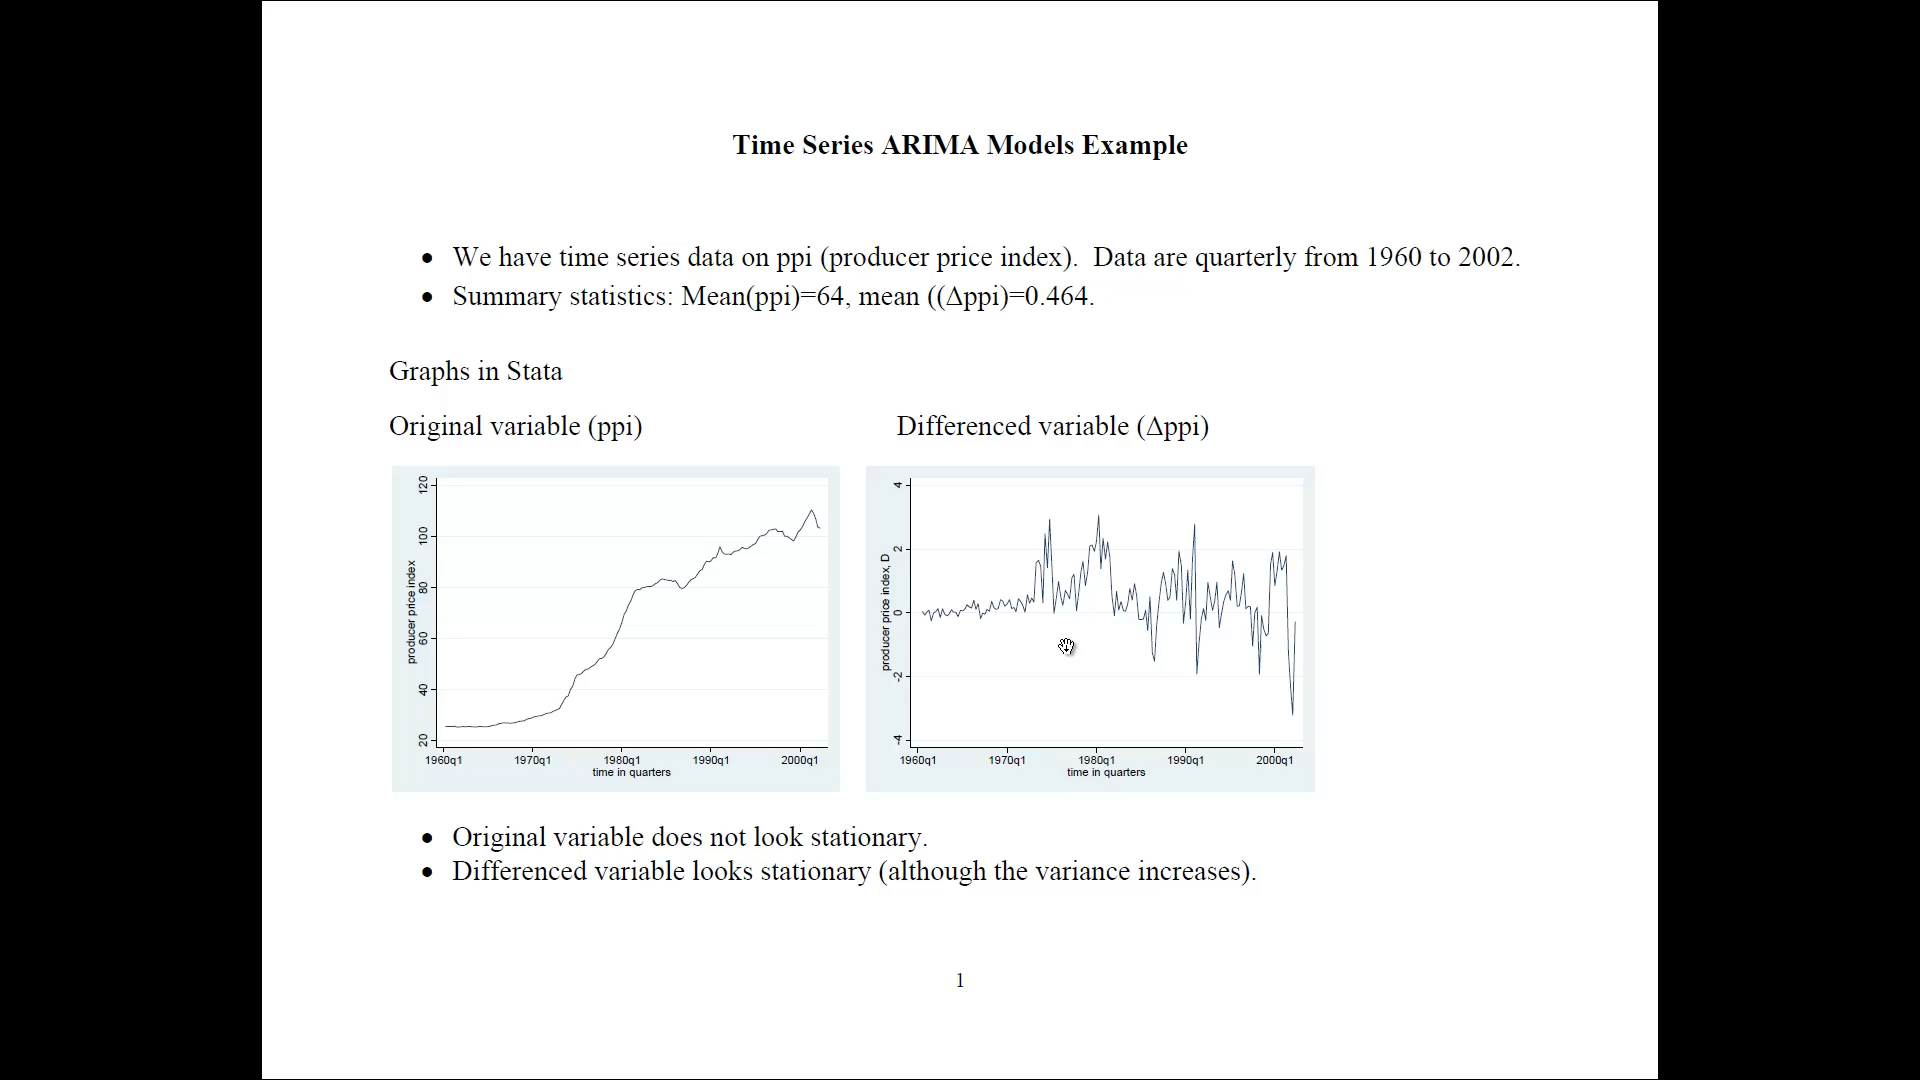 Time Series ARIMA Models Example
• We have time series data on ppi (producer price index).  Data are quarterly from 1960 to 2002.
• Summary statistics: Mean(ppi)=64, mean ((Δppi)=0.464.
Graphs in Stata
Original variable (ppi)
Differenced variable (Δppi)
producer price index
120
100
80
60
40
20
1960q1 1970q1 1980q1 1990q1 2000q1
time in quarters
producer price index, D
4
2
0
-2
-4
1960q1 1970q1 1980q1 1990q1 2000q1
time in quarters
• Original variable does not look stationary.
• Differenced variable looks stationary (although the variance increases).
1